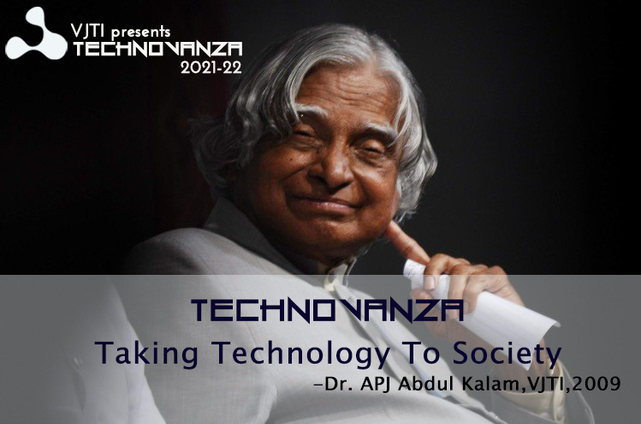 VJTI presents
TECHNOVANZA
2021-22
TECHNOVANZA
Taking Technology To Society
-Dr. APJ Abdul Kalam,VJTI,2009